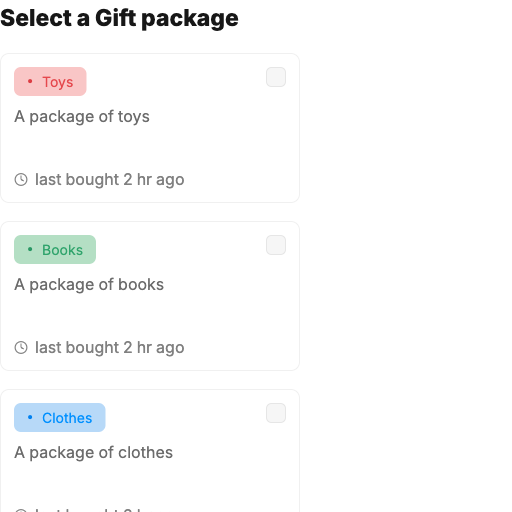 Select a Gift package
• Toys
A package of toys
last bought 2 hr ago
• Books
A package of books
last bought 2 hr ago
• Clothes
A package of clothes